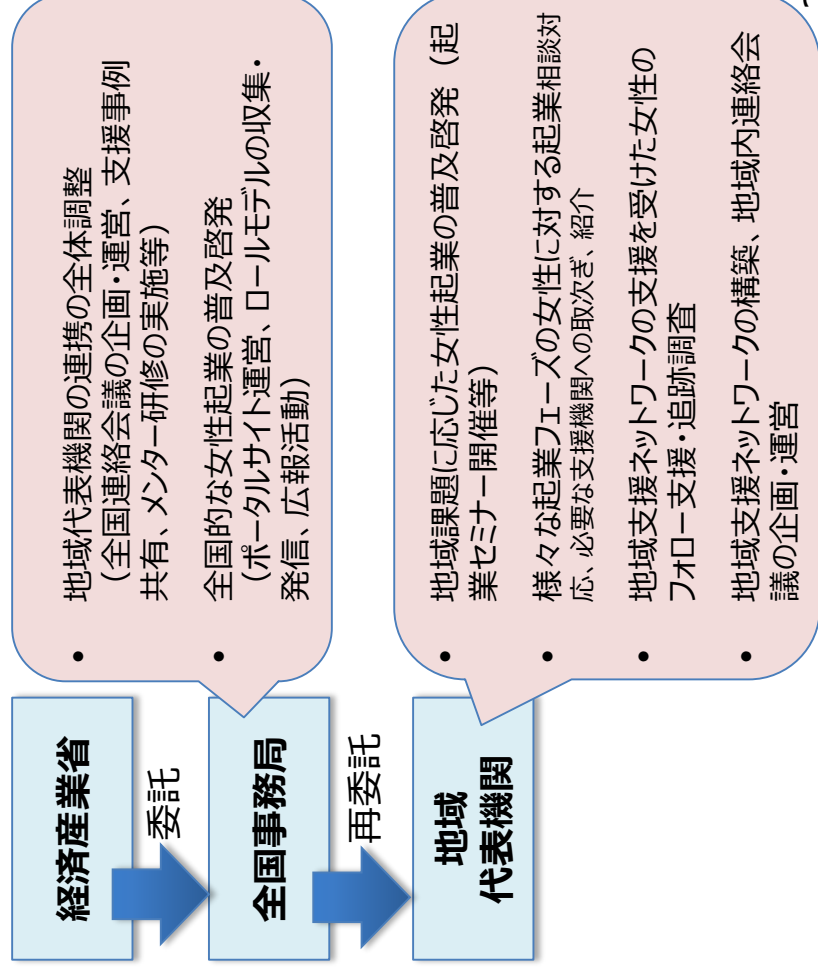 経済産業省
委託
全国事務局
再委託
地域
代表機関
• 地域代表機関の連携の全体調整
（全国連絡会議の企画・運営、支援事例
共有、メンター研修の実施等）
• 全国的な女性起業の普及啓発
（ポータルサイト運営、ロールモデルの収集・
発信、広報活動）
• 地域課題に応じた女性起業の普及啓発（起
業セミナー開催等）
• 様々な起業フェーズの女性に対する起業相談対
応、必要な支援機関への取次ぎ、紹介
• 地域支援ネットワークの支援を受けた女性の
フォロー支援・追跡調査
• 地域支援ネットワークの構築、地域内連絡会
議の企画・運営